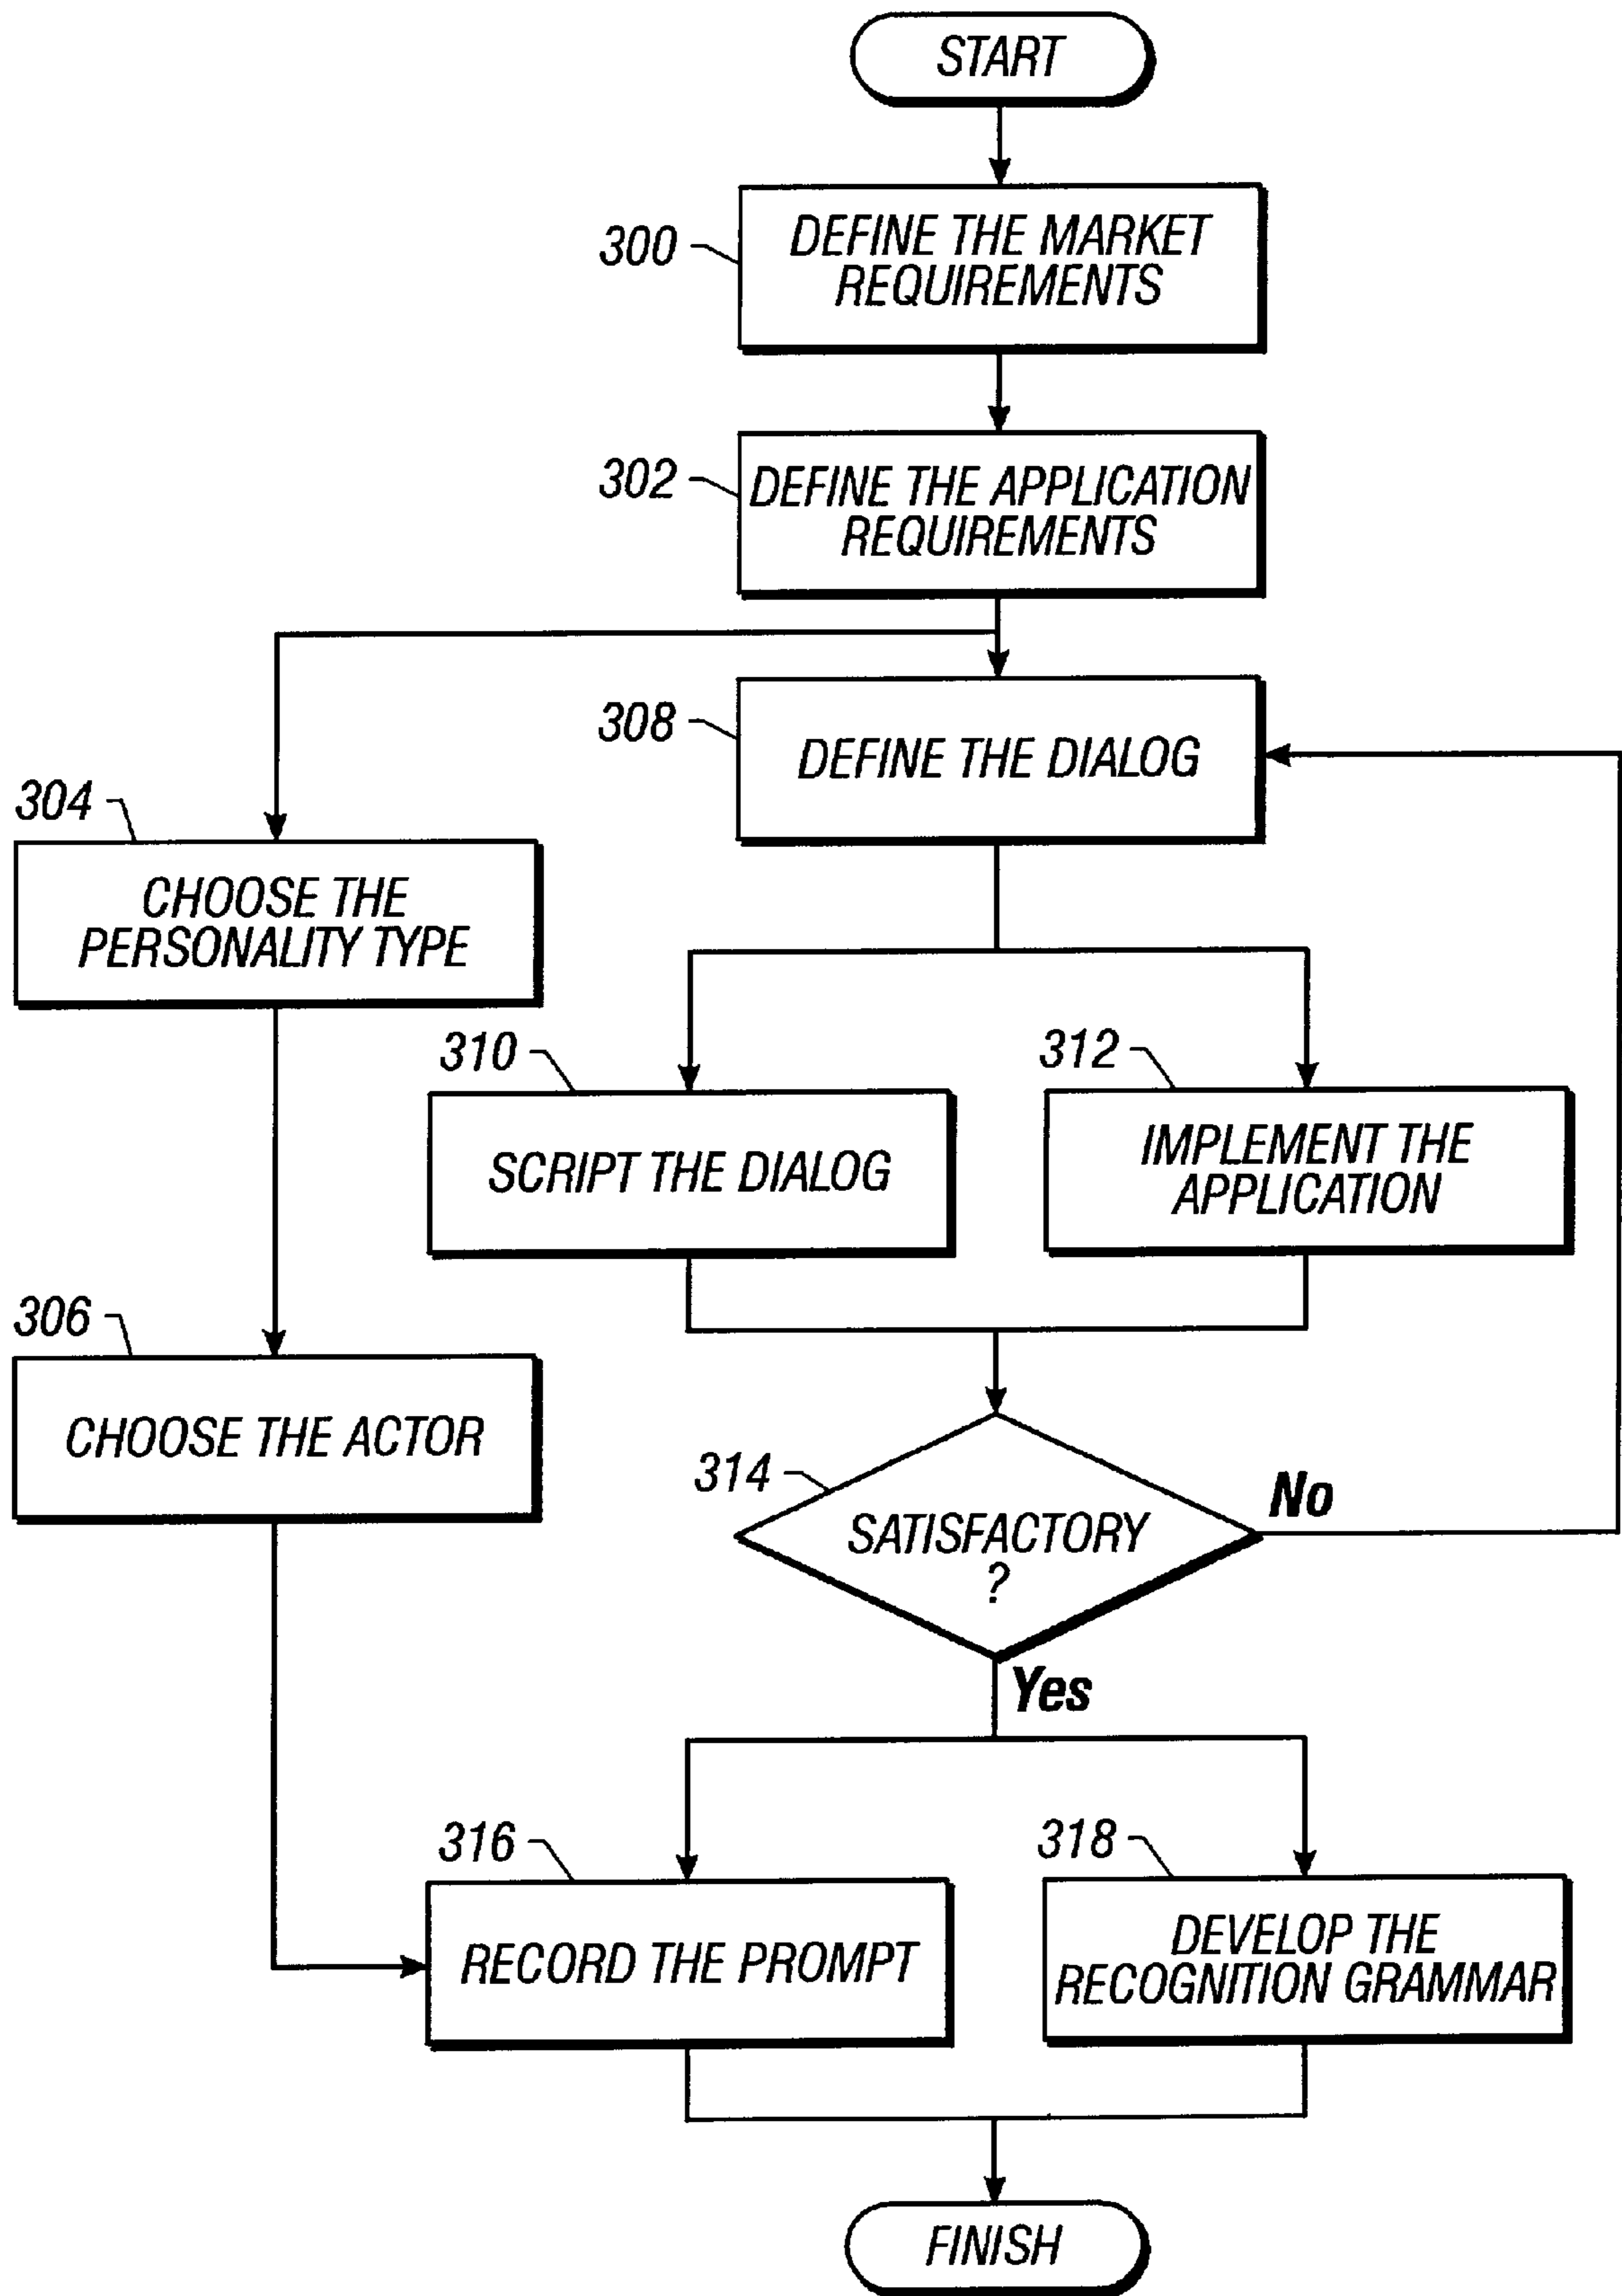 START
300
DEFINE THE MARKET
REQUIREMENTS
302
DEFINE THE APPLICATION
REQUIREMENTS
308
DEFINE THE DIALOG
304
CHOOSE THE
PERSONALITY TYPE
310
SCRIPT THE DIALOG
312
IMPLEMENT THE
APPLICATION
306
CHOOSE THE ACTOR
314
SATISFACTORY
?
No
Yes
316
RECORD THE PROMPT
318
DEVELOP THE
RECOGNITION GRAMMAR
FINISH